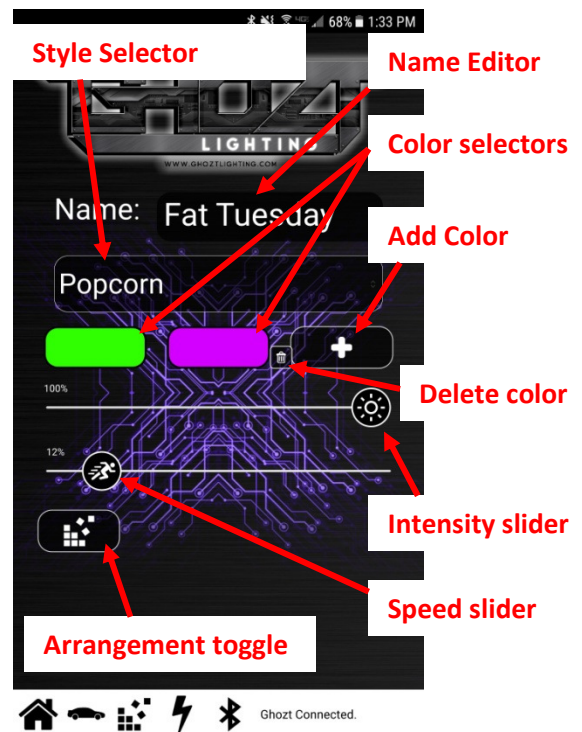 68% 1:33 PM
Style Selector
Name Editor
LIGHTING
WWW.GHOZTLIGHTING.COM
Color selectors
Name: Fat Tuesday
Add Color
Popcorn
100%
Delete color
12%
Intensity slider
Speed slider
Arrangement toggle
Ghozt Connected.